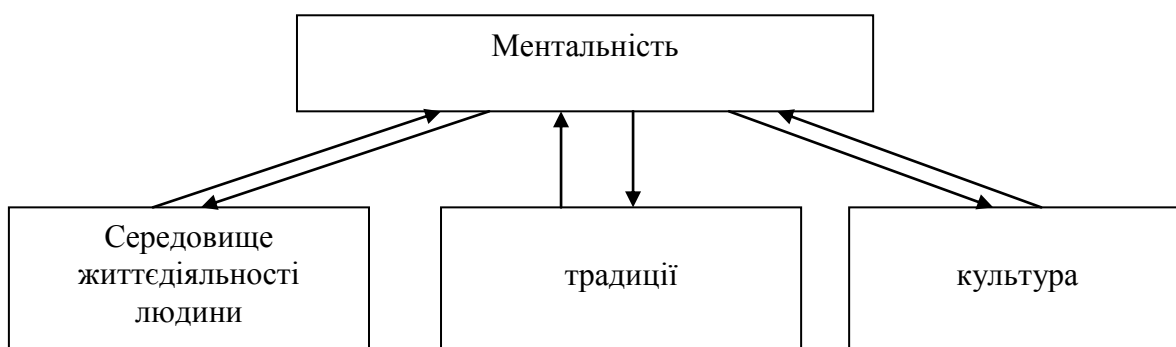 Ментальність
Середовище
життєдіяльності
людини
традиції
культура